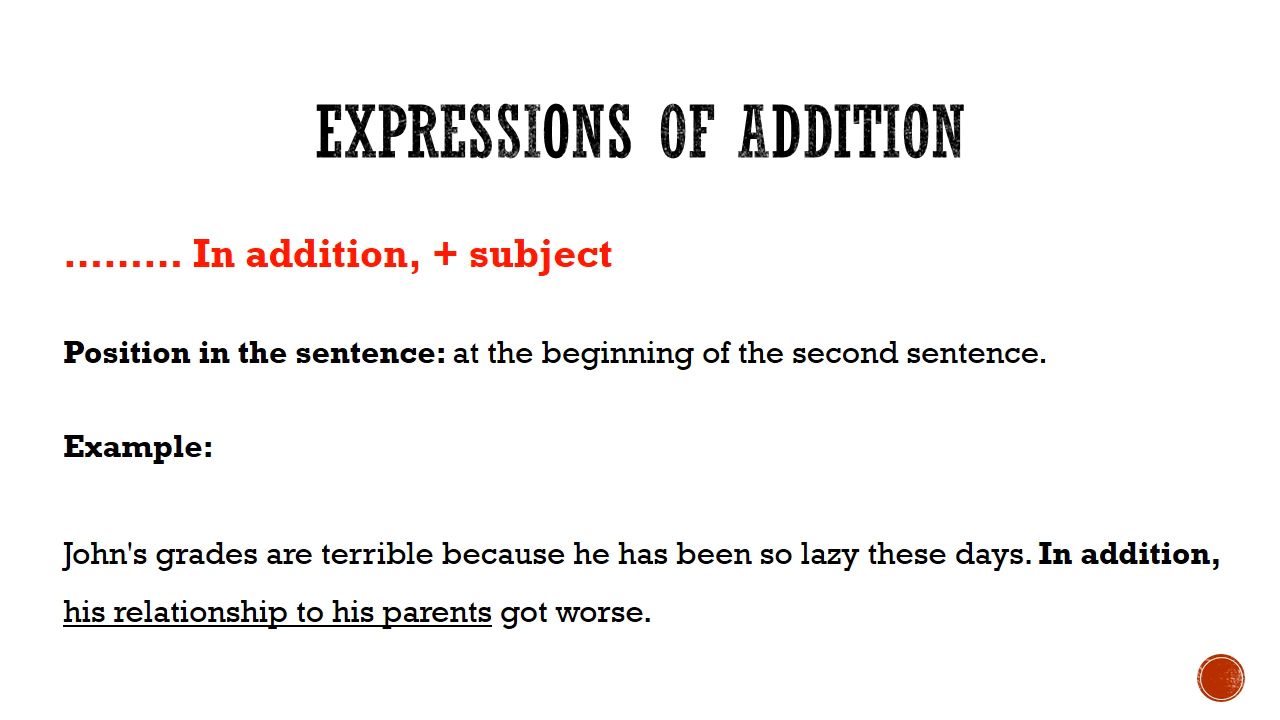 EXPRESSIONS OF ADDITION
......... In addition, + subject
Position in the sentence: at the beginning of the second sentence.
Example:
John's grades are terrible because he has been so lazy these days. In addition,
his relationship to his parents got worse.